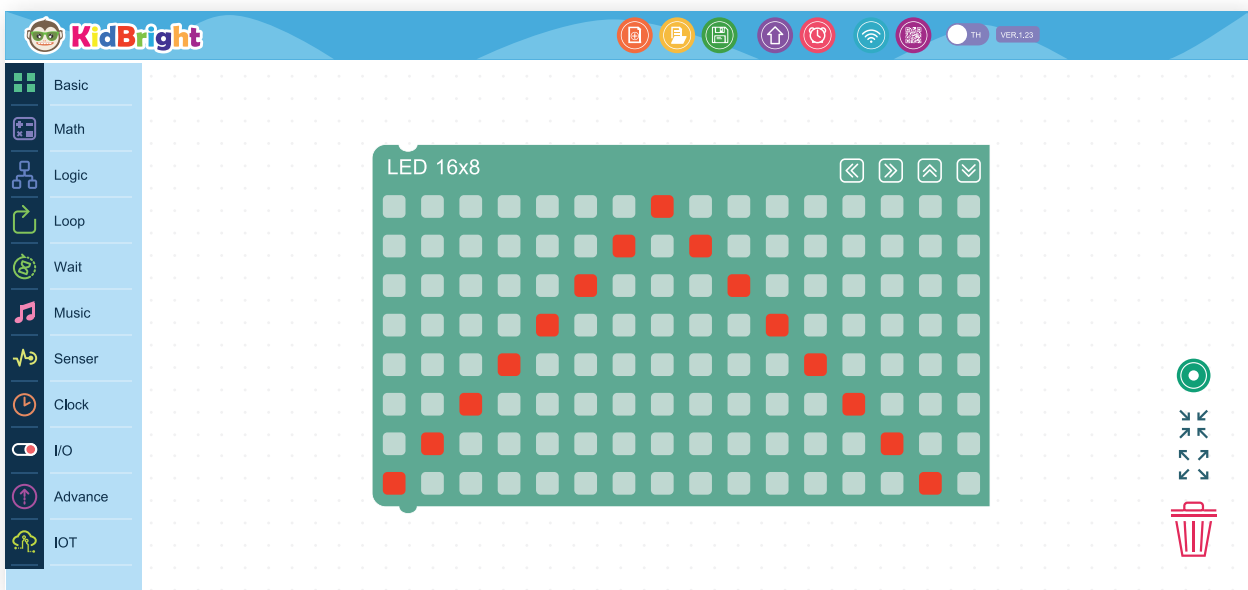 KidBright
TH
VER.1.23
Basic
Math
Logic
Loop
Wait
Music
Senser
Clock
I/O
Advance
IOT
LED 16x8